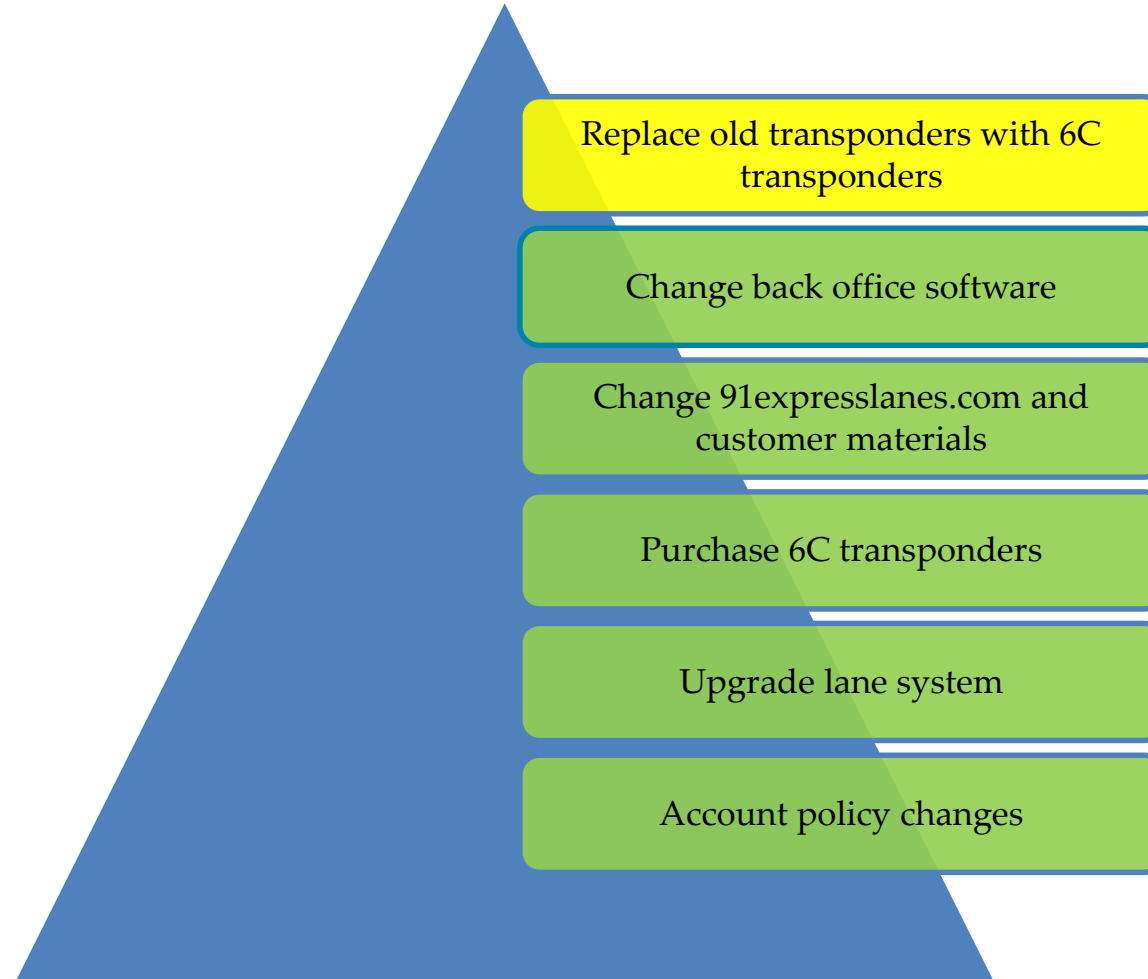 Replace old transponders with 6C
transponders
Change back office software
Change 91expresslanes.com and
customer materials
Purchase 6C transponders
Upgrade lane system
Account policy changes